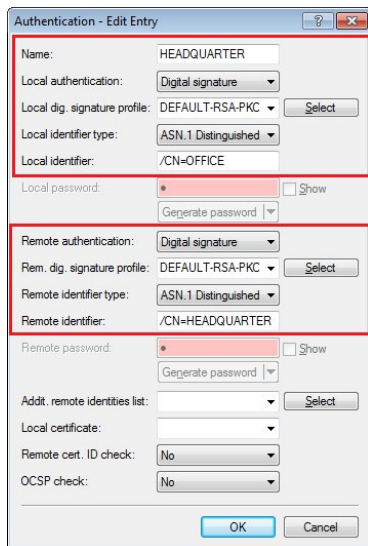 Authentication - Edit Entry
Name: HEADQUARTER
Local authentication: Digital signature
Local dig. signature profile: DEFAULT-RSA-PKC Select
Local identifier type: ASN.1 Distinguished
Local identifier: /CN=OFFICE
Local password: Show
Generate password
Remote authentication: Digital signature
Rem. dig. signature profile: DEFAULT-RSA-PKC Select
Remote identifier type: ASN.1 Distinguished
Remote identifier: /CN=HEADQUARTER
Remote password: Show
Generate password
Addit. remote identities list: Select
Local certificate:
Remote cert. ID check: No
OCSP check: No
OK Cancel